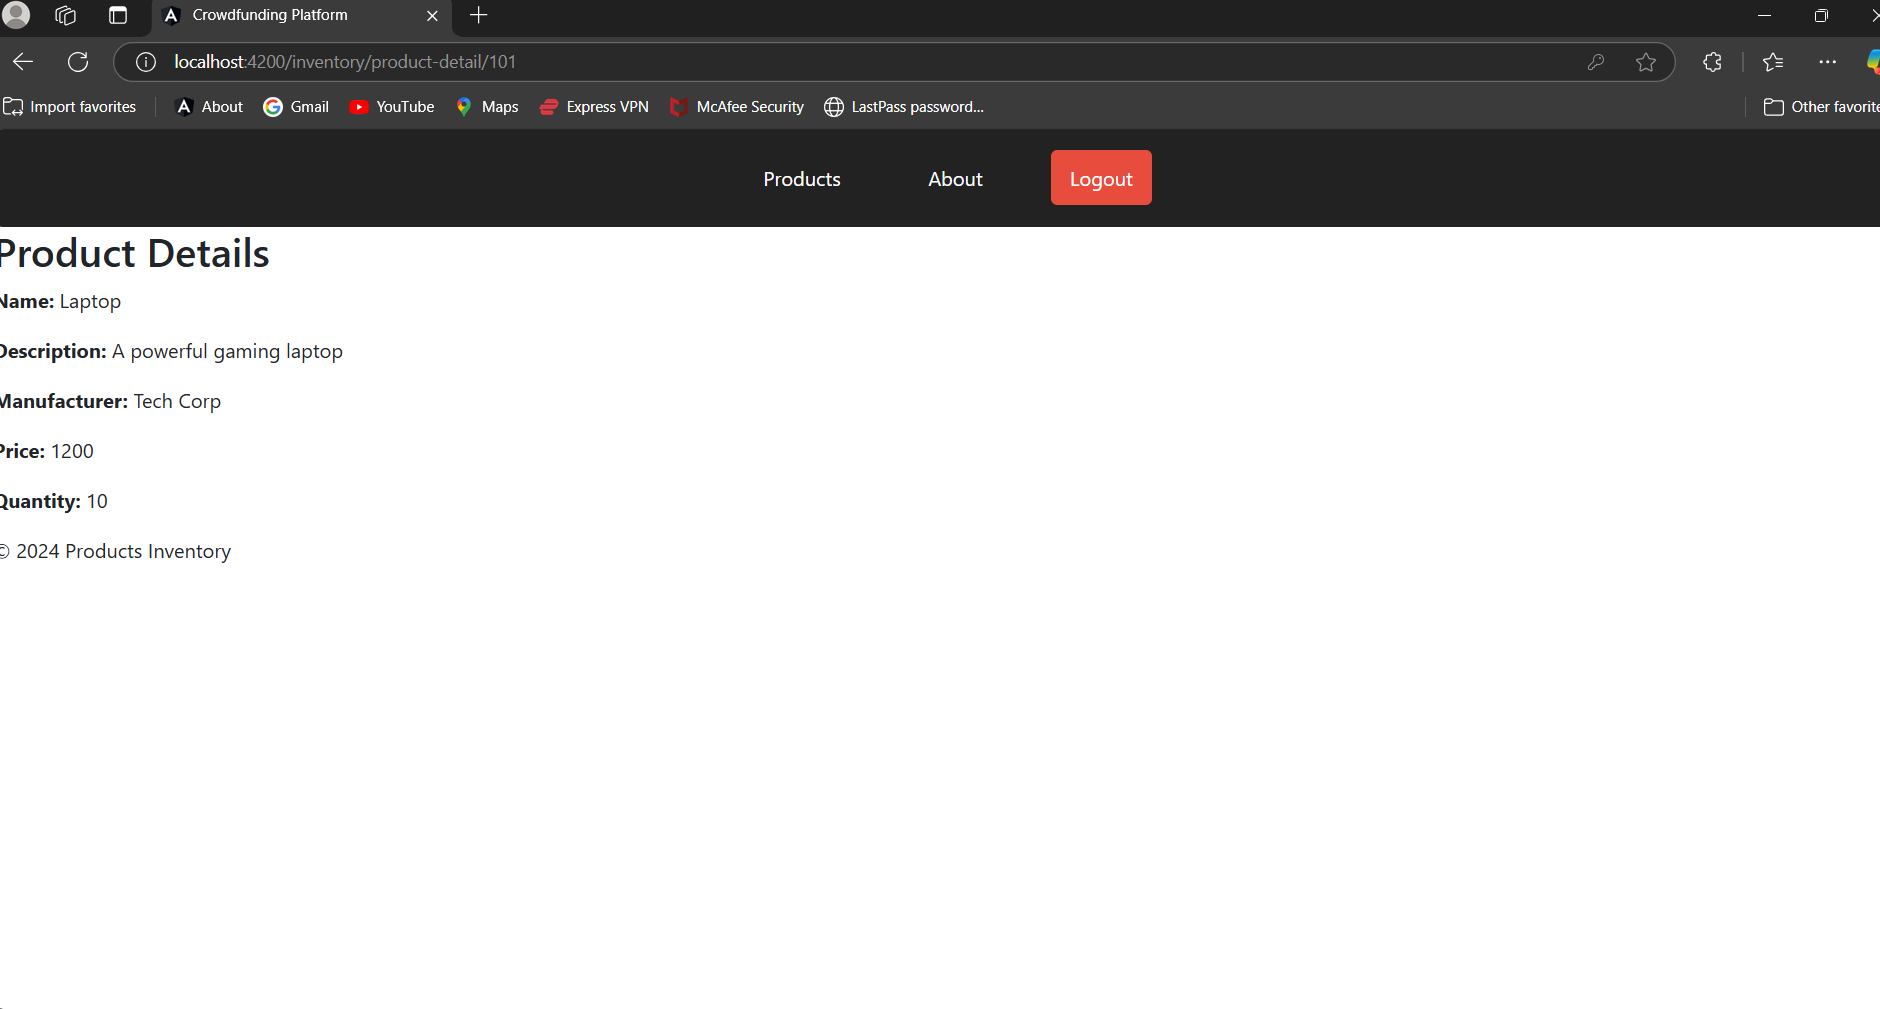 Crowdfunding Platform
localhost:4200/inventory/product-detail/101
Import favorites About Gmail YouTube Maps Express VPN McAfee Security LastPass password... Other favorite
Products About Logout
Product Details
Name: Laptop
Description: A powerful gaming laptop
Manufacturer: Tech Corp
Price: 1200
Quantity: 10
© 2024 Products Inventory